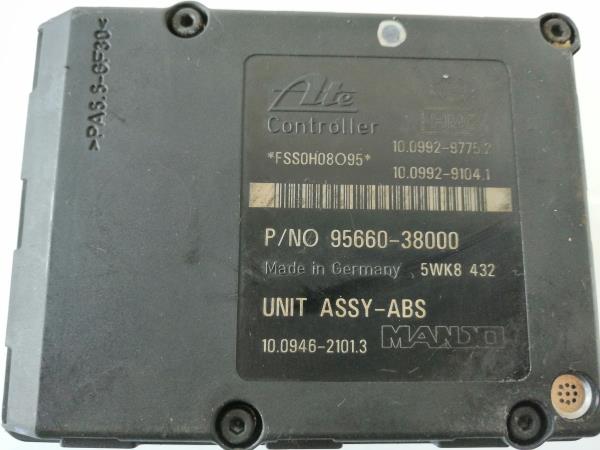 >PA6.6-GF30<
Ate
Controller
*FSS0H08O95*
10.0992-9775.2
10.0992-9104.1
P/NO 95660-38000
Made in Germany 5WK8 432
UNIT ASSY-ABS
10.0946-2101.3 MANDO